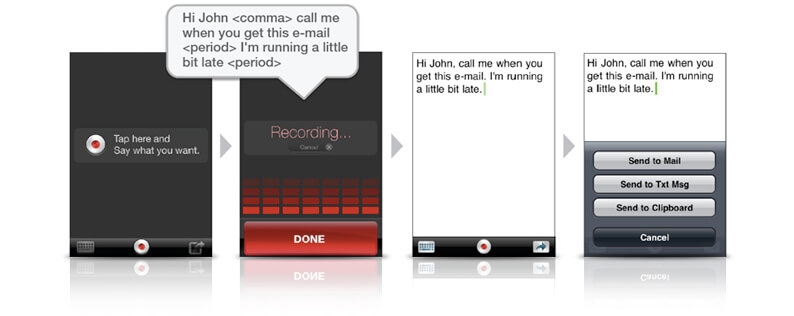 Hi John <comma> call me
when you get this e-mail
<period> I'm running a little
bit late <period>
Tap here and
Say what you want.
Recording...
Cancel
DONE
Hi John, call me when you
get this e-mail. I'm running
a little bit late.
Hi John, call me when you
get this e-mail. I'm running
a little bit late.
Send to Mail
Send to Txt Msg
Send to Clipboard
Cancel